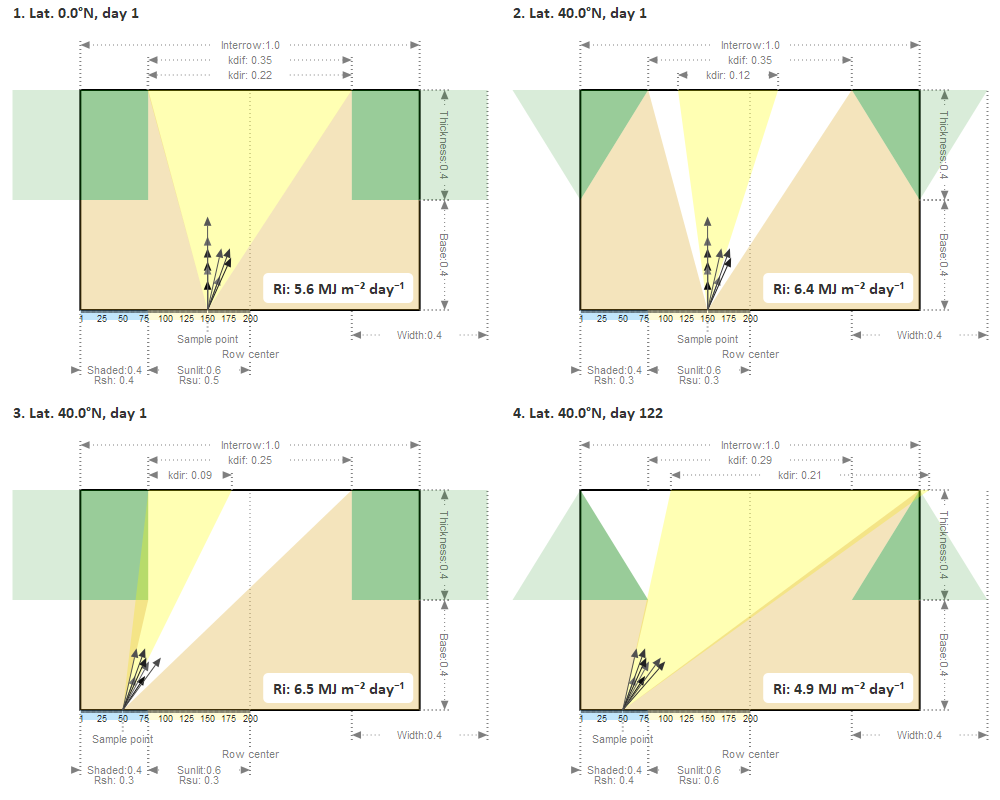 1. Lat. 0.0°N, day 1
Interrow:1.0
kdif: 0.35
kdir: 0.22
Thickness:0.4
Base:0.4
Ri: 5.6 MJ m⁻² day⁻¹
1 25 50 75 100 125 150 175 200
Sample point
Width:0.4
Row center
Shaded:0.4 Sunlit:0.6
Rsh: 0.4 Rsu: 0.5
2. Lat. 40.0°N, day 1
Interrow:1.0
kdif: 0.35
kdir: 0.12
Thickness:0.4
Base:0.4
Ri: 6.4 MJ m⁻² day⁻¹
1 25 50 75 100 125 150 175 200
Sample point
Width:0.4
Row center
Shaded:0.4 Sunlit:0.6
Rsh: 0.3 Rsu: 0.3
3. Lat. 40.0°N, day 1
Interrow:1.0
kdif: 0.25
kdir: 0.09
Thickness:0.4
Base:0.4
Ri: 6.5 MJ m⁻² day⁻¹
1 25 50 75 100 125 150 175 200
Sample point
Width:0.4
Row center
Shaded:0.4 Sunlit:0.6
Rsh: 0.3 Rsu: 0.3
4. Lat. 40.0°N, day 122
Interrow:1.0
kdif: 0.29
kdir: 0.21
Thickness:0.4
Base:0.4
Ri: 4.9 MJ m⁻² day⁻¹
1 25 50 75 100 125 150 175 200
Sample point
Width:0.4
Row center
Shaded:0.4 Sunlit:0.6
Rsh: 0.4 Rsu: 0.6